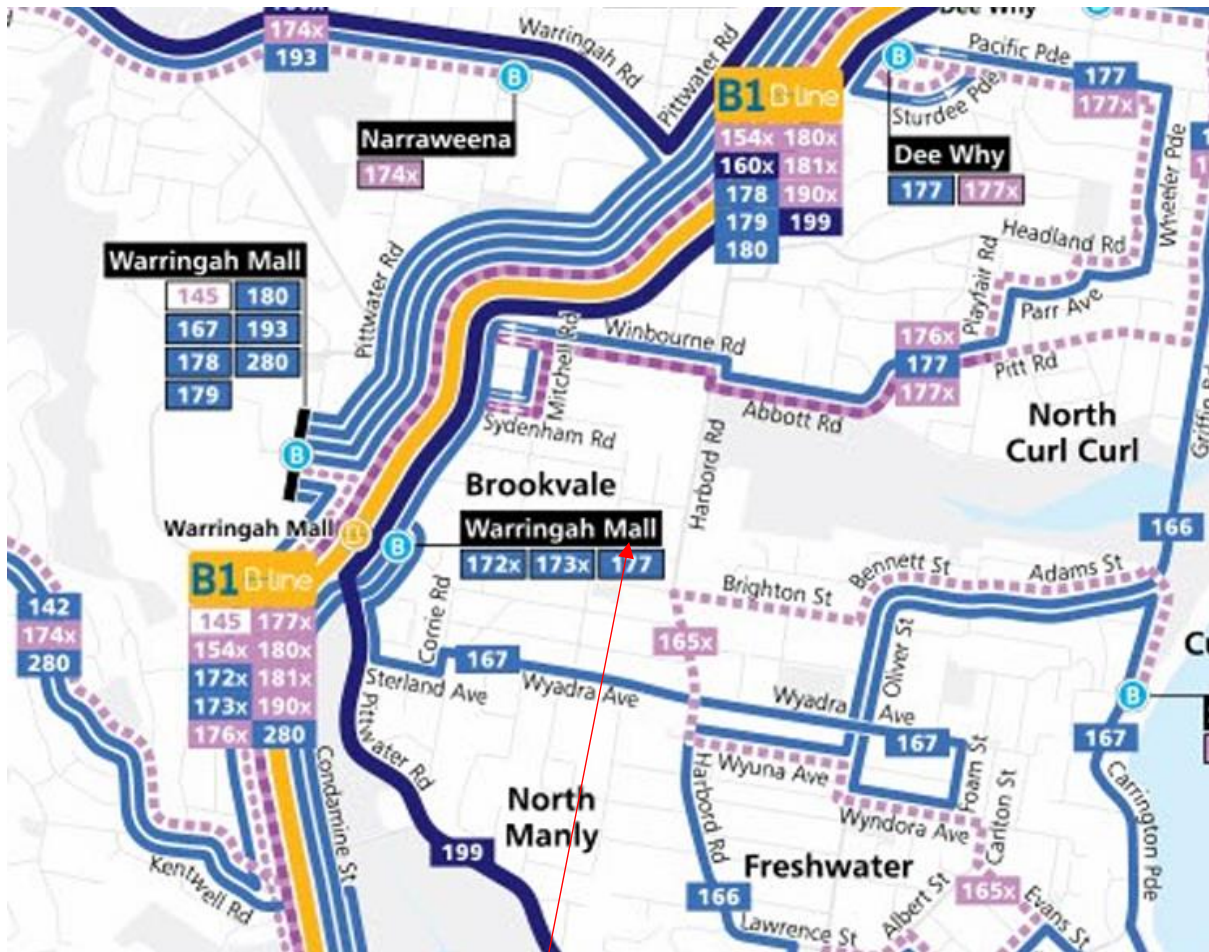 174x
193
Warringah Rd
Pittwater Rd
Dee Why
Pacific Pde
177
177x
Sturdee Pde
B
B
Narraweena
174x
B1 B-line
154x 180x
160x 181x
178 190x
179 199
180
Dee Why
177 177x
Wheeler Pde
Headland Rd
Playfair Rd
Parr Ave
Warringah Mall
145 180
167 193
178 280
179
Pittwater Rd
Mitchell Rd
Winbourne Rd
176x
177
177x
Pitt Rd
Abbott Rd
Sydenham Rd
Harbord Rd
North
Curl Curl
B
Brookvale
Warringah Mall
B
Warringah Mall
172x 173x 177
166
B1 B-line
145 177x
154x 180x
172x 181x
173x 190x
176x 280
142
174x
280
Corrie Rd
167
Sterland Ave
Wyadra Ave
Brighton St
Bennett St
Adams St
165x
Oliver St
Wyadra Ave
B
167
167
Wyuna Ave
Foam St
Carlton St
Carrington Pde
Wyndora Ave
Pittwater Rd
Condamine St
North
Manly
199
Harbord Rd
Freshwater
Kentwell Rd
166
Lawrence St
Albert St
165x
Evans St